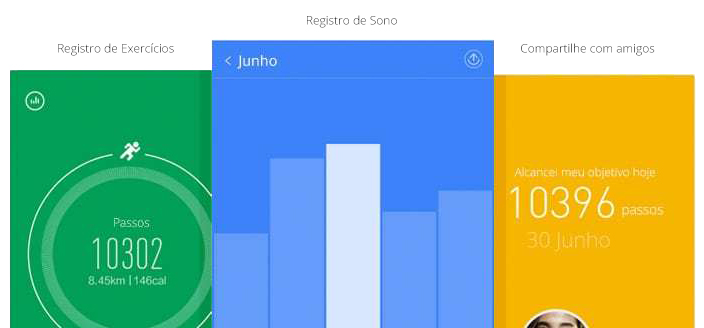 Registro de Sono
Registro de Exercícios
Compartilhe com amigos
< Junho
Passos
10302
8.45km | 146cal
Alcancei meu objetivo hoje
10396 passos
30 Junho